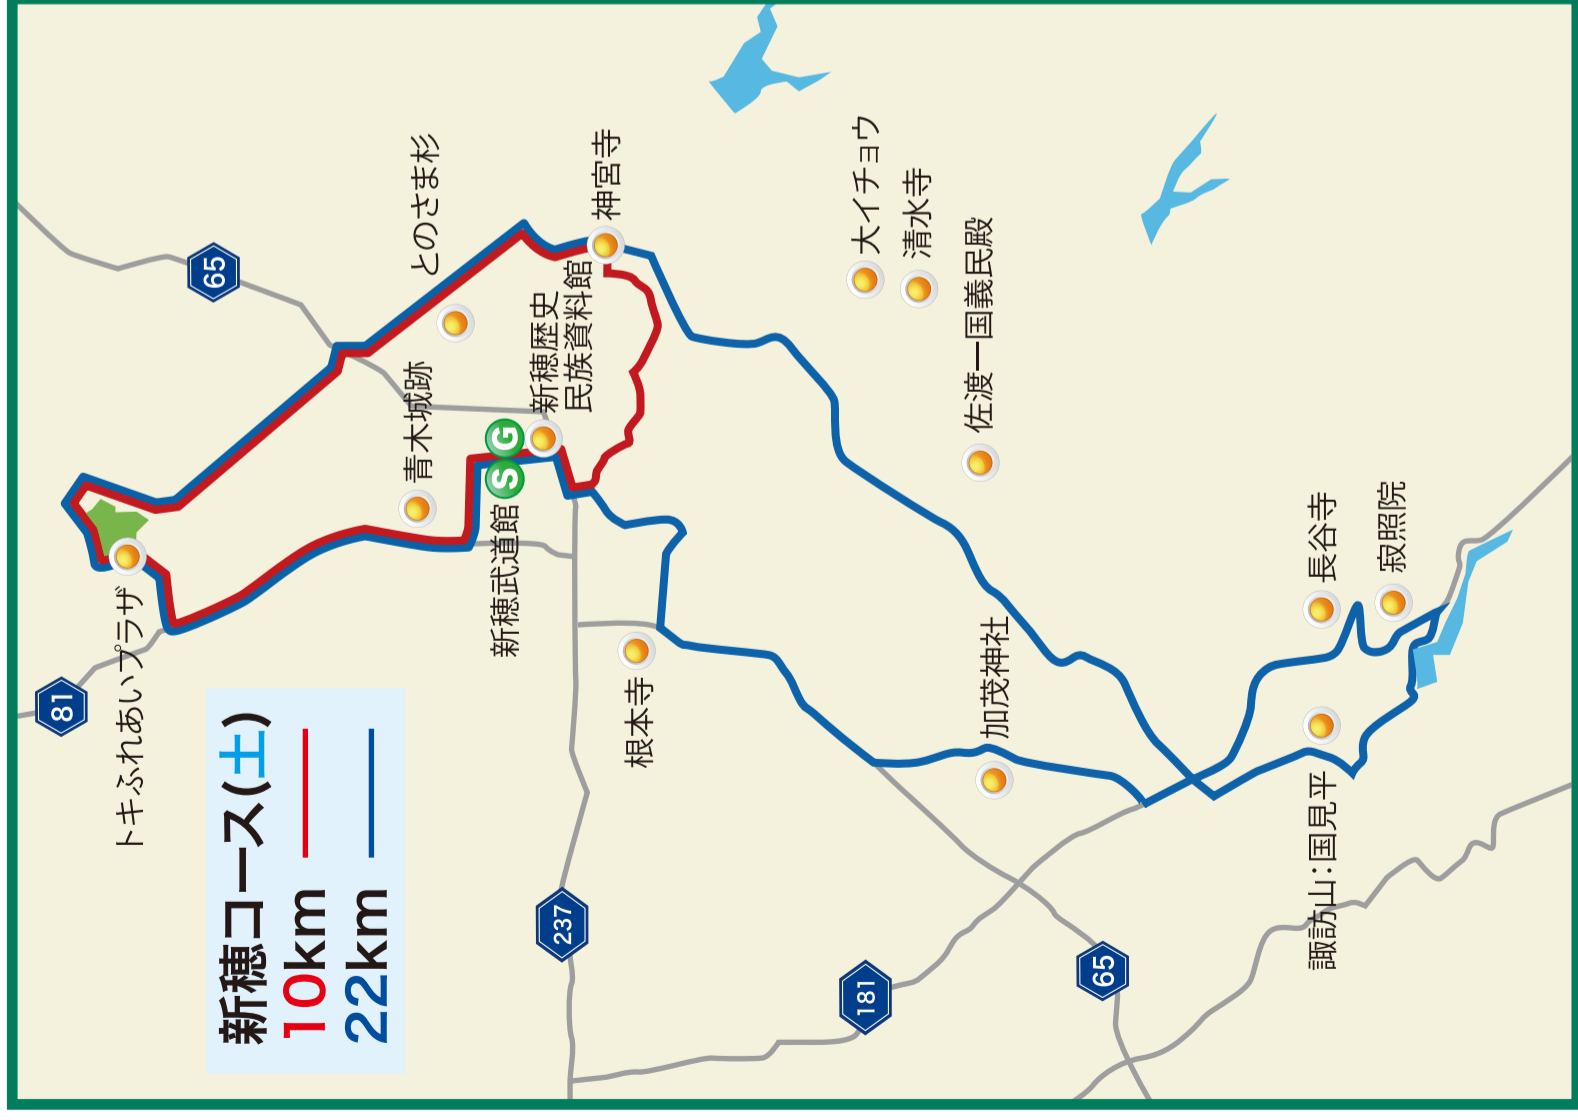 新穂コース(土)
10km
22km
81
トキふれあいプラザ
65
とのさま杉
青木城跡
新穂歴史
民族資料館
神宮寺
G
S
新穂武道館
根本寺
237
大イチョウ
清水寺
佐渡一国義民殿
加茂神社
181
65
長谷寺
寂照院
諏訪山:国見平